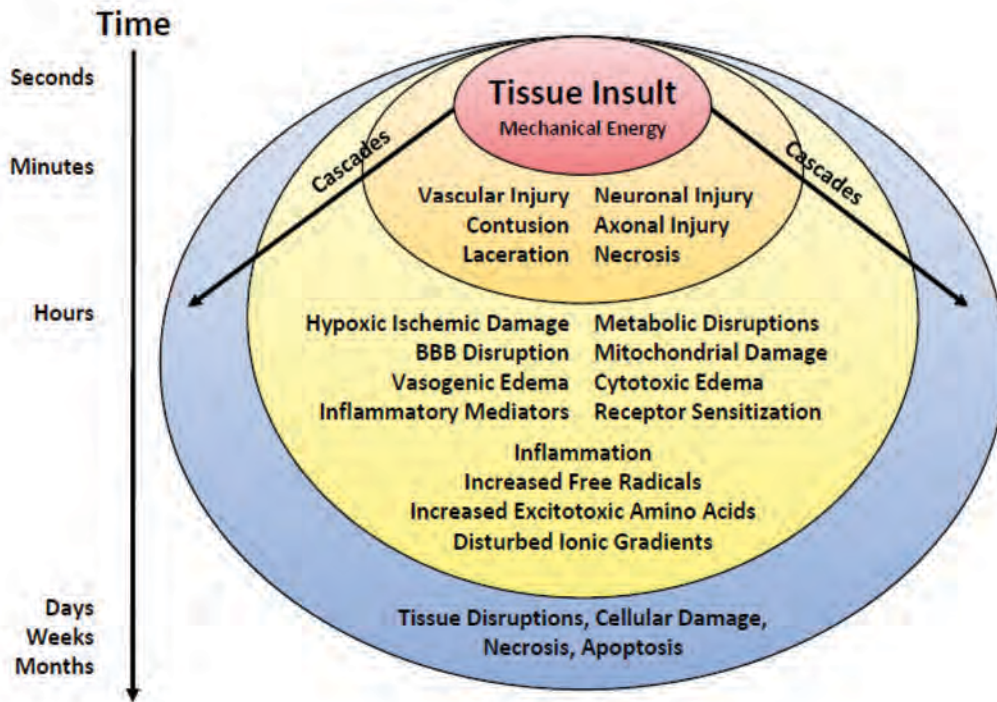 Time
Seconds
Minutes
Hours
Days
Weeks
Months
Tissue Insult
Mechanical Energy
Cascades
Cascades
Vascular Injury Neuronal Injury
Contusion Axonal Injury
Laceration Necrosis
Hypoxic Ischemic Damage Metabolic Disruptions
BBB Disruption Mitochondrial Damage
Vasogenic Edema Cytotoxic Edema
Inflammatory Mediators Receptor Sensitization
Inflammation
Increased Free Radicals
Increased Excitotoxic Amino Acids
Disturbed Ionic Gradients
Tissue Disruptions, Cellular Damage,
Necrosis, Apoptosis